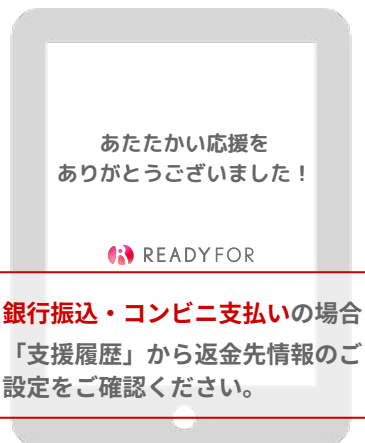 あたたかい応援を
ありがとうございました！
READYFOR
銀行振込・コンビニ支払いの場合
「支援履歴」から返金先情報のご
設定をご確認ください。